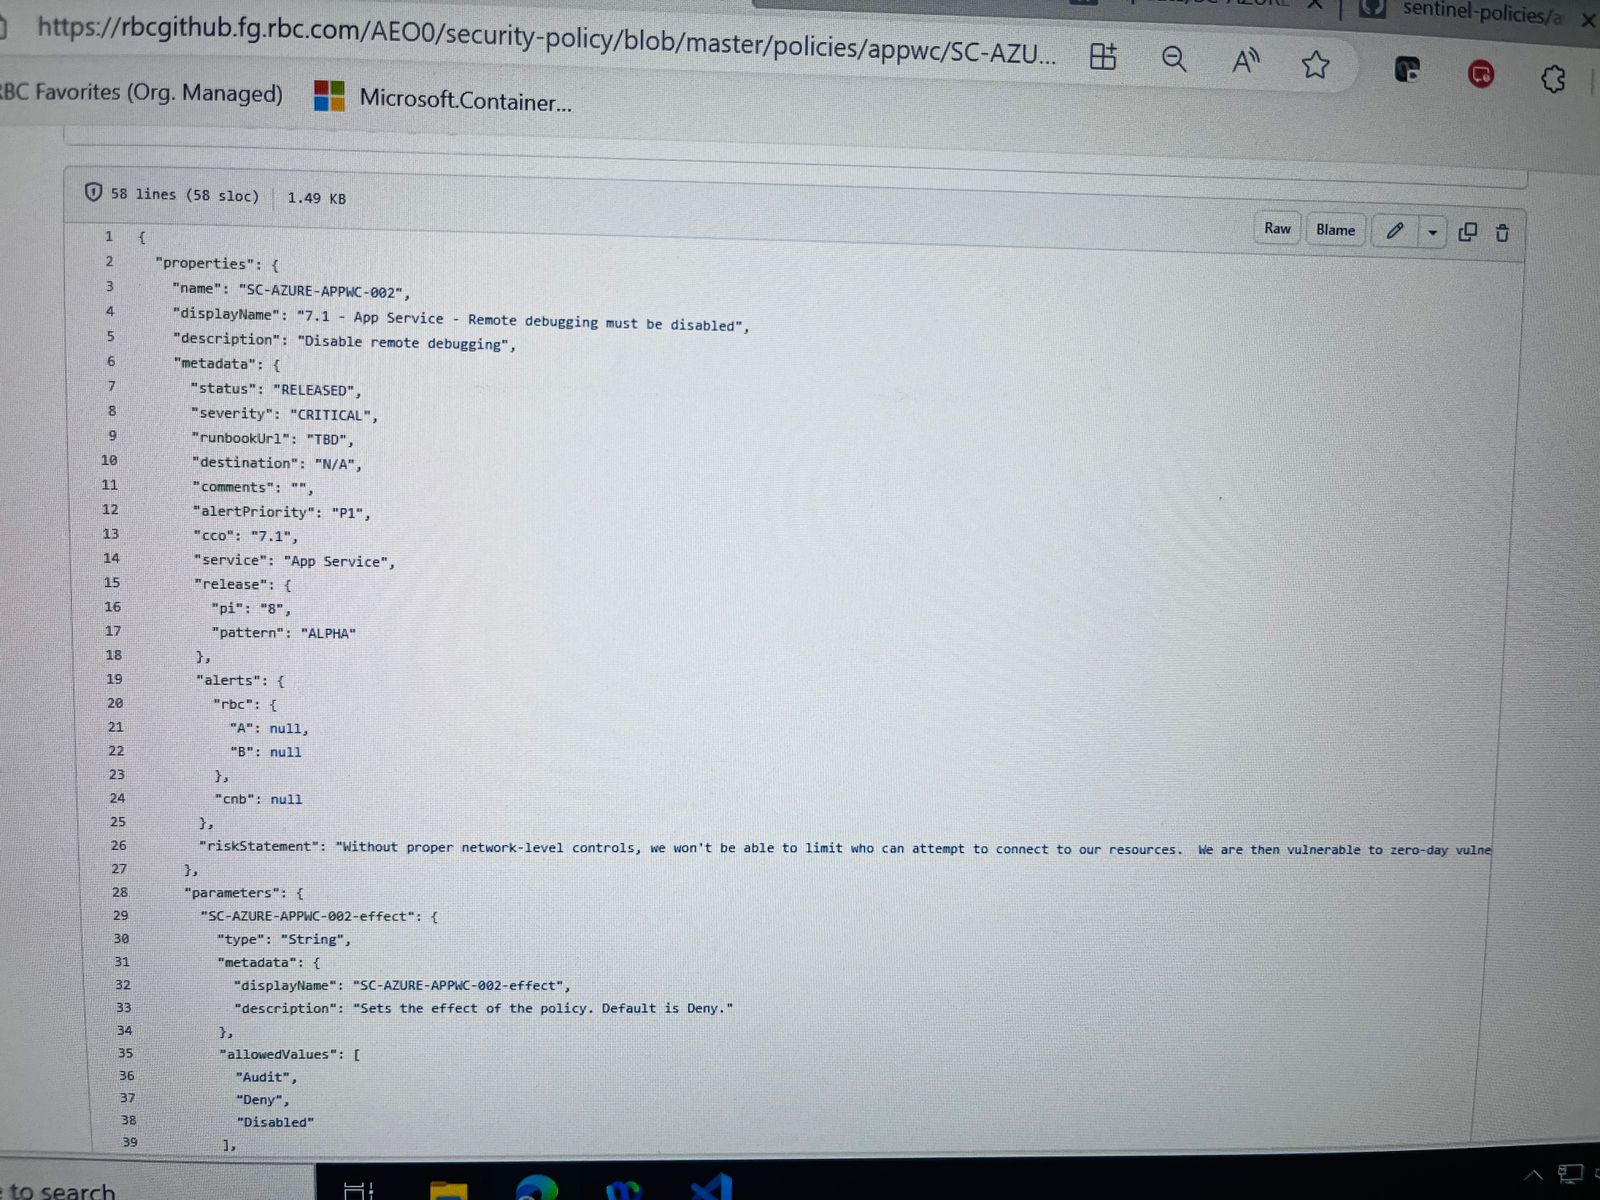 sentinel-policies/a
https://rbcgithub.fg.rbc.com/AEO0/security-policy/blob/master/policies/appwc/SC-AZU...
RBC Favorites (Org. Managed)
Microsoft.Container...
58 lines (58 sloc) 1.49 KB
Raw Blame
1 {
2 "properties": {
3 "name": "SC-AZURE-APPWC-002",
4 "displayName": "7.1 - App Service - Remote debugging must be disabled",
5 "description": "Disable remote debugging",
6 "metadata": {
7 "status": "RELEASED",
8 "severity": "CRITICAL",
9 "runbookUrl": "TBD",
10 "destination": "N/A",
11 "comments": "",
12 "alertPriority": "P1",
13 "cco": "7.1",
14 "service": "App Service",
15 "release": {
16 "pi": "8",
17 "pattern": "ALPHA"
18 },
19 "alerts": {
20 "rbc": {
21 "A": null,
22 "B": null
23 },
24 "cnb": null
25 },
26 "riskStatement": "Without proper network-level controls, we won't be able to limit who can attempt to connect to our resources.  We are then vulnerable to zero-day vulne
27 },
28 "parameters": {
29 "SC-AZURE-APPWC-002-effect": {
30 "type": "String",
31 "metadata": {
32 "displayName": "SC-AZURE-APPWC-002-effect",
33 "description": "Sets the effect of the policy. Default is Deny."
34 },
35 "allowedValues": [
36 "Audit",
37 "Deny",
38 "Disabled"
39 ],
to search